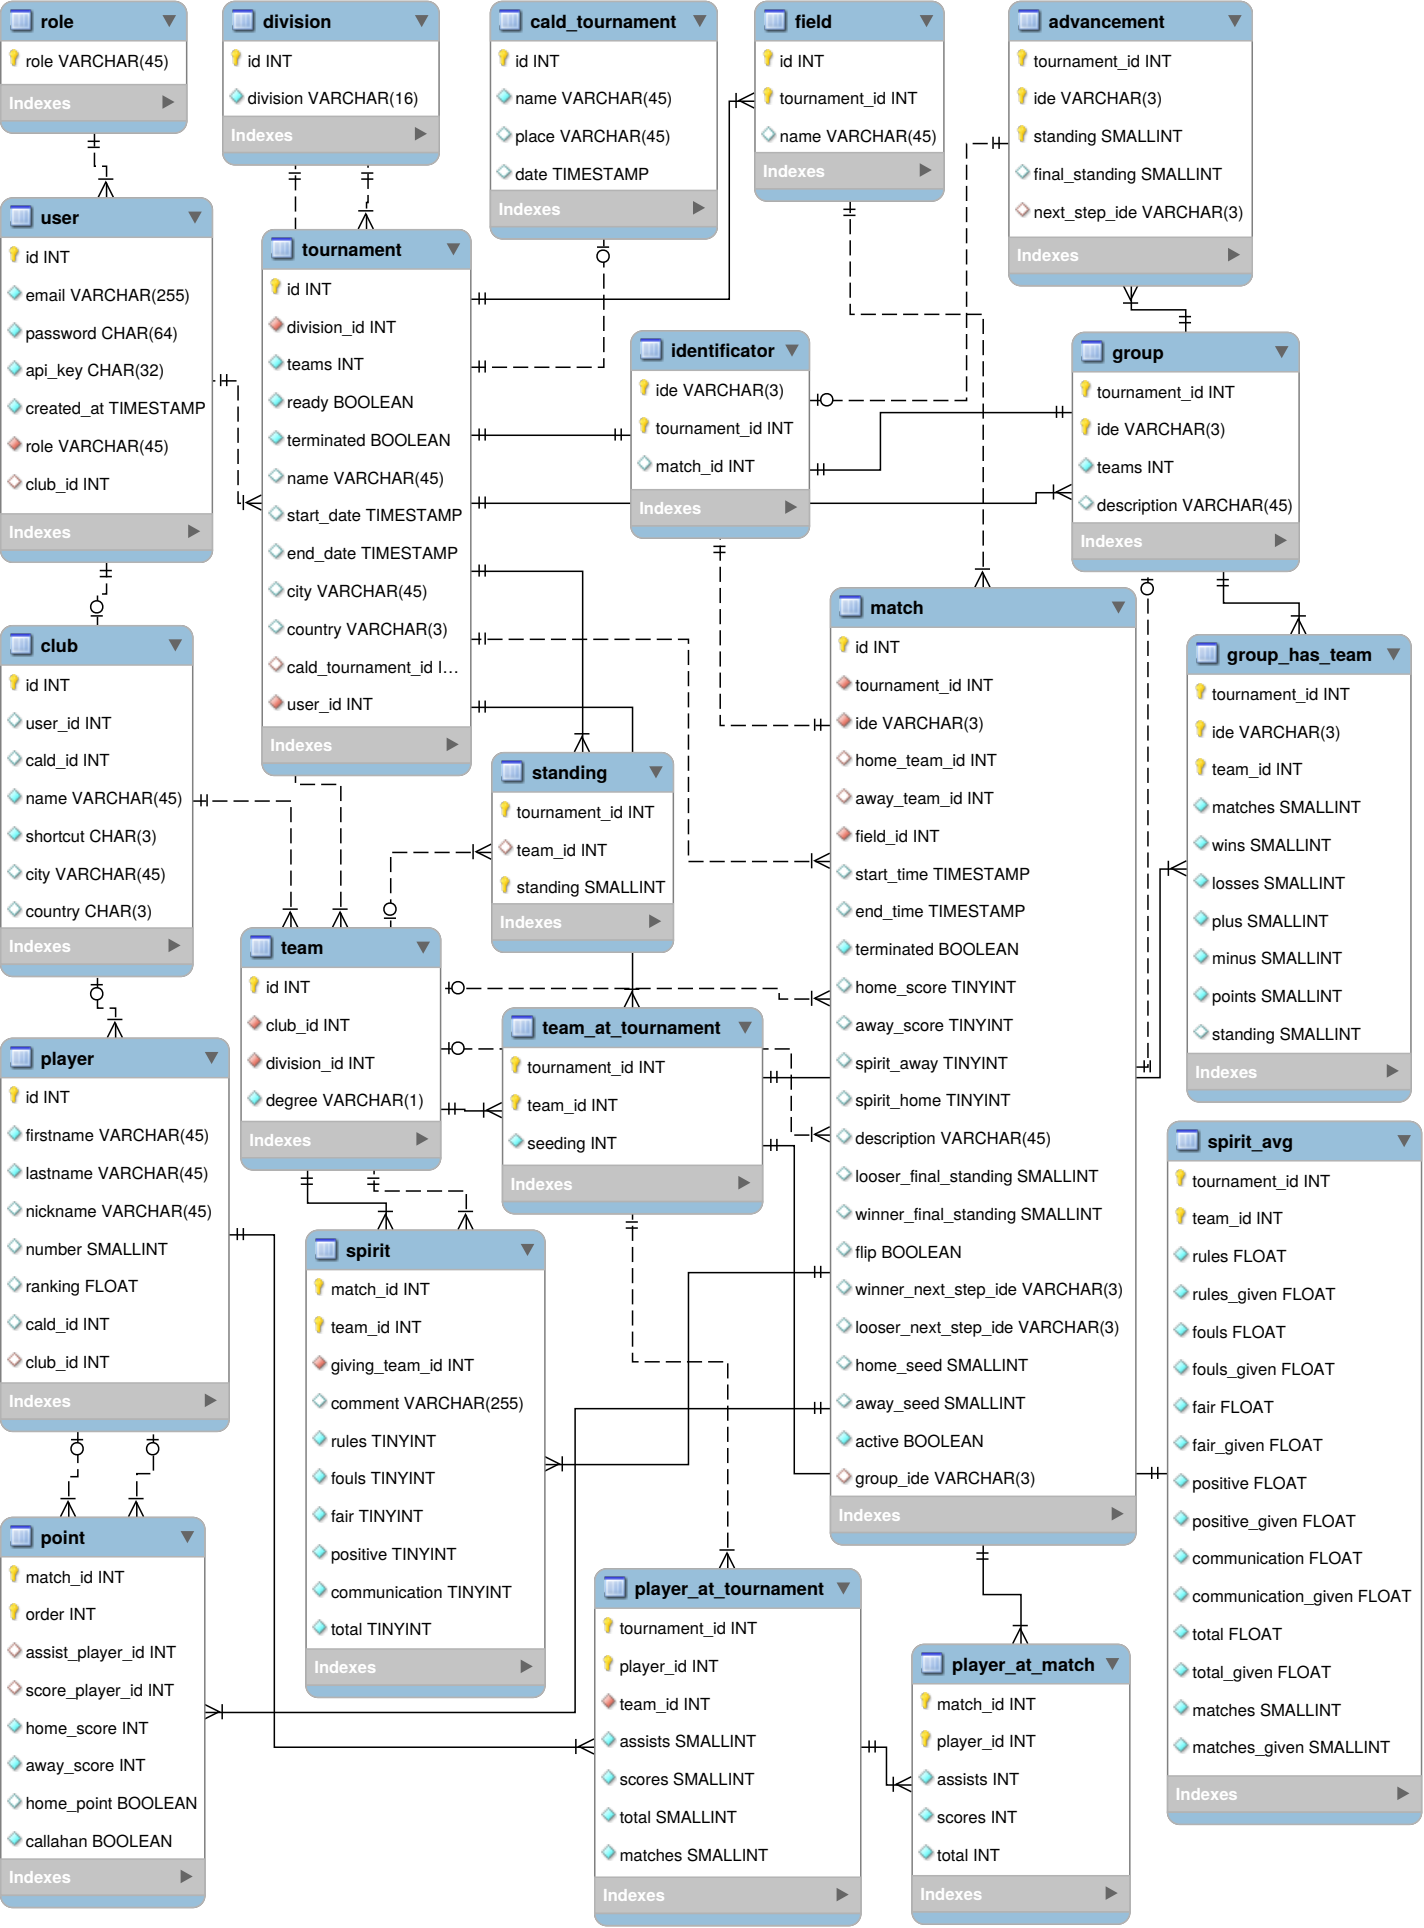 role
role VARCHAR(45)
Indexes
division
id INT
division VARCHAR(16)
Indexes
cald_tournament
id INT
name VARCHAR(45)
place VARCHAR(45)
date TIMESTAMP
Indexes
field
id INT
tournament_id INT
name VARCHAR(45)
Indexes
advancement
tournament_id INT
ide VARCHAR(3)
standing SMALLINT
final_standing SMALLINT
next_step_ide VARCHAR(3)
Indexes
user
id INT
email VARCHAR(255)
password CHAR(64)
api_key CHAR(32)
created_at TIMESTAMP
role VARCHAR(45)
club_id INT
Indexes
tournament
id INT
division_id INT
teams INT
ready BOOLEAN
terminated BOOLEAN
name VARCHAR(45)
start_date TIMESTAMP
end_date TIMESTAMP
city VARCHAR(45)
country VARCHAR(3)
cald_tournament_id I...
user_id INT
Indexes
identificator
ide VARCHAR(3)
tournament_id INT
match_id INT
Indexes
group
tournament_id INT
ide VARCHAR(3)
teams INT
description VARCHAR(45)
Indexes
club
id INT
user_id INT
cald_id INT
name VARCHAR(45)
shortcut CHAR(3)
city VARCHAR(45)
country CHAR(3)
Indexes
standing
tournament_id INT
team_id INT
standing SMALLINT
Indexes
match
id INT
tournament_id INT
ide VARCHAR(3)
home_team_id INT
away_team_id INT
field_id INT
start_time TIMESTAMP
end_time TIMESTAMP
terminated BOOLEAN
home_score TINYINT
away_score TINYINT
spirit_away TINYINT
spirit_home TINYINT
description VARCHAR(45)
looser_final_standing SMALLINT
winner_final_standing SMALLINT
flip BOOLEAN
winner_next_step_ide VARCHAR(3)
looser_next_step_ide VARCHAR(3)
home_seed SMALLINT
away_seed SMALLINT
active BOOLEAN
group_ide VARCHAR(3)
Indexes
group_has_team
tournament_id INT
ide VARCHAR(3)
team_id INT
matches SMALLINT
wins SMALLINT
losses SMALLINT
plus SMALLINT
minus SMALLINT
points SMALLINT
standing SMALLINT
Indexes
team
id INT
club_id INT
division_id INT
degree VARCHAR(1)
Indexes
team_at_tournament
tournament_id INT
team_id INT
seeding INT
Indexes
player
id INT
firstname VARCHAR(45)
lastname VARCHAR(45)
nickname VARCHAR(45)
number SMALLINT
ranking FLOAT
cald_id INT
club_id INT
Indexes
spirit
match_id INT
team_id INT
giving_team_id INT
comment VARCHAR(255)
rules TINYINT
fouls TINYINT
fair TINYINT
positive TINYINT
communication TINYINT
total TINYINT
Indexes
spirit_avg
tournament_id INT
team_id INT
rules FLOAT
rules_given FLOAT
fouls FLOAT
fouls_given FLOAT
fair FLOAT
fair_given FLOAT
positive FLOAT
positive_given FLOAT
communication FLOAT
communication_given FLOAT
total FLOAT
total_given FLOAT
matches SMALLINT
matches_given SMALLINT
Indexes
point
match_id INT
order INT
assist_player_id INT
score_player_id INT
home_score INT
away_score INT
home_point BOOLEAN
callahan BOOLEAN
Indexes
player_at_tournament
tournament_id INT
player_id INT
team_id INT
assists SMALLINT
scores SMALLINT
total SMALLINT
matches SMALLINT
Indexes
player_at_match
match_id INT
player_id INT
assists INT
scores INT
total INT
Indexes